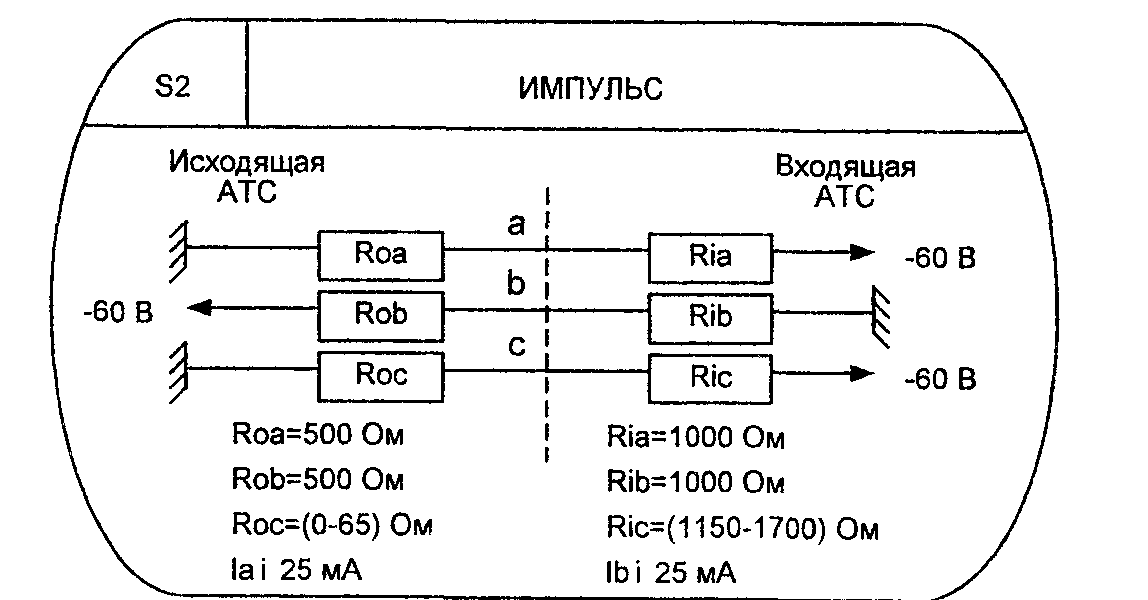 S2 ИМПУЛЬС
Исходящая АТС
Входящая АТС
Roa a Ria -60 В
-60 В Rob b Rib
Roc c Ric -60 В
Roa=500 Ом
Rob=500 Ом
Roc=(0-65) Ом
Ia i 25 мА
Ria=1000 Ом
Rib=1000 Ом
Ric=(1150-1700) Ом
Ib i 25 мА